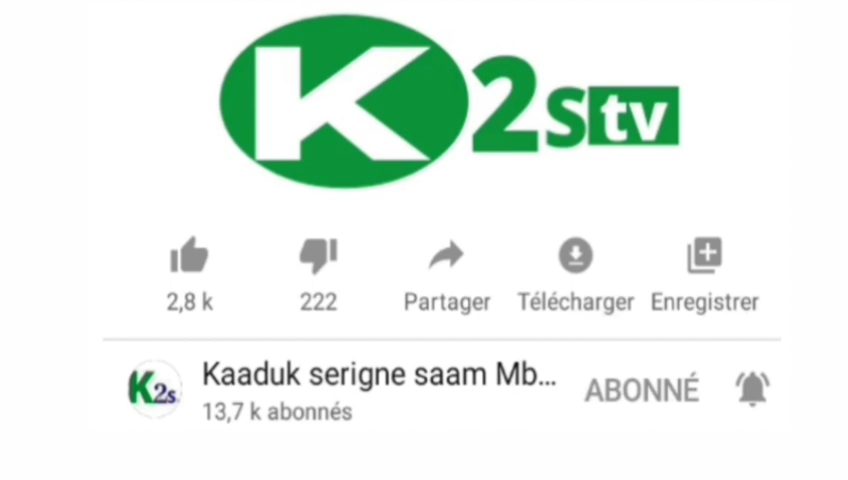 K2stv
2,8 k 222 Partager Télécharger Enregistrer
K2s Kaaduk serigne saam Mb... ABONNÉ
13,7 k abonnés